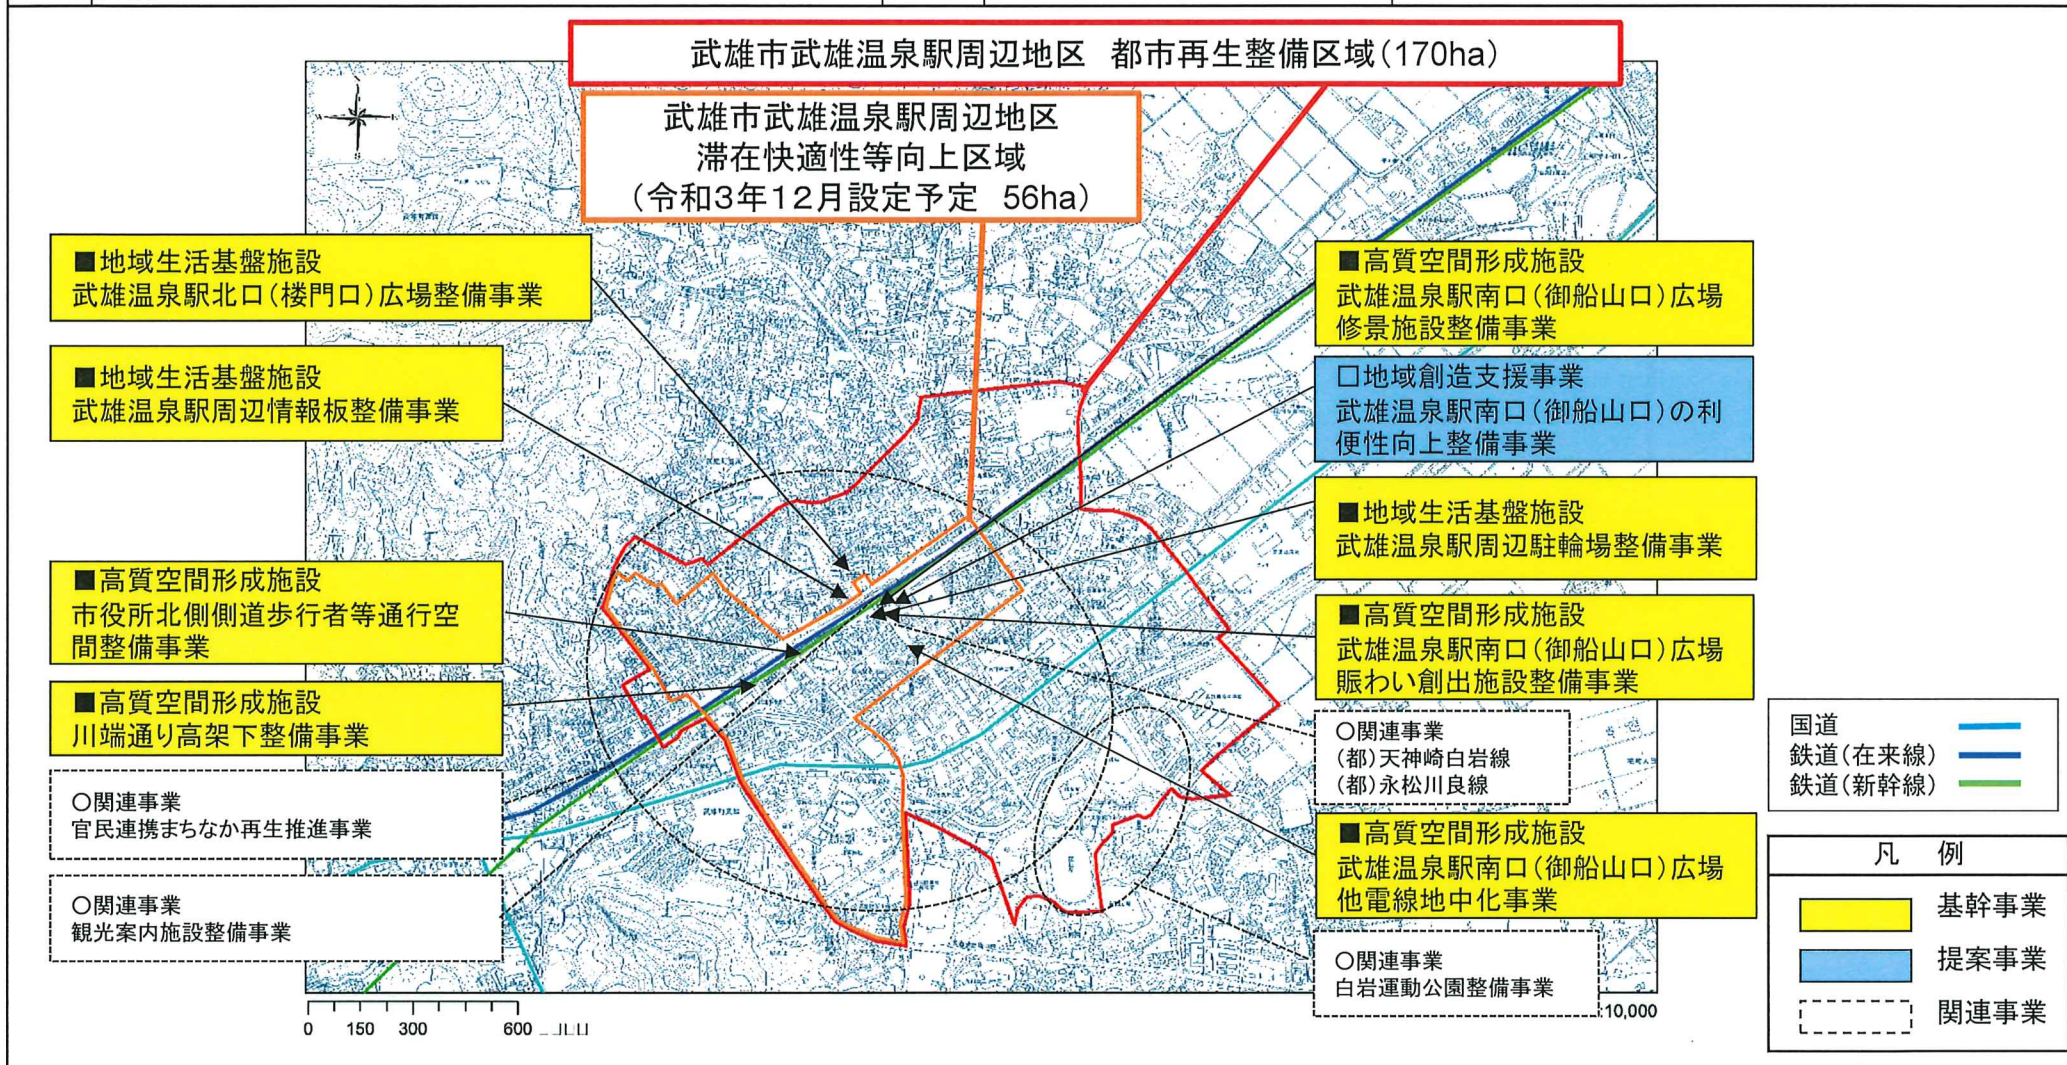 武雄市武雄温泉駅周辺地区 都市再生整備区域(170ha)
武雄市武雄温泉駅周辺地区
滞在快適性等向上区域
(令和3年12月設定予定 56ha)
■地域生活基盤施設
武雄温泉駅北口(楼門口)広場整備事業
■地域生活基盤施設
武雄温泉駅周辺情報板整備事業
■高質空間形成施設
市役所北側側道歩行者等通行空
間整備事業
■高質空間形成施設
川端通り高架下整備事業
○関連事業
官民連携まちなか再生推進事業
○関連事業
観光案内施設整備事業
■高質空間形成施設
武雄温泉駅南口(御船山口)広場
修景施設整備事業
□地域創造支援事業
武雄温泉駅南口(御船山口)の利
便性向上整備事業
■地域生活基盤施設
武雄温泉駅周辺駐輪場整備事業
■高質空間形成施設
武雄温泉駅南口(御船山口)広場
賑わい創出施設整備事業
○関連事業
(都)天神崎白岩線
(都)永松川良線
■高質空間形成施設
武雄温泉駅南口(御船山口)広場
他電線地中化事業
○関連事業
白岩運動公園整備事業
国道
鉄道(在来線)
鉄道(新幹線)
凡 例
基幹事業
提案事業
関連事業
0 150 300 600
10,000